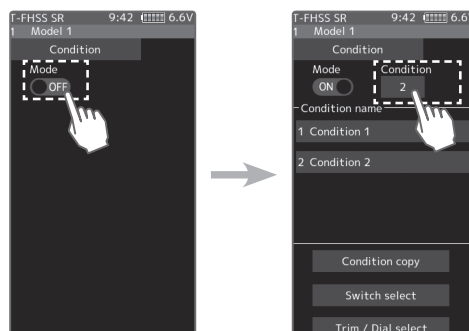 T-FHSS SR 9:42 6.6V
1 Model 1
Condition
Mode
OFF
T-FHSS SR 9:42 6.6V
1 Model 1
Condition
Mode Condition
ON 2
Condition name
1 Condition 1
2 Condition 2
Condition copy
Switch select
Trim / Dial select